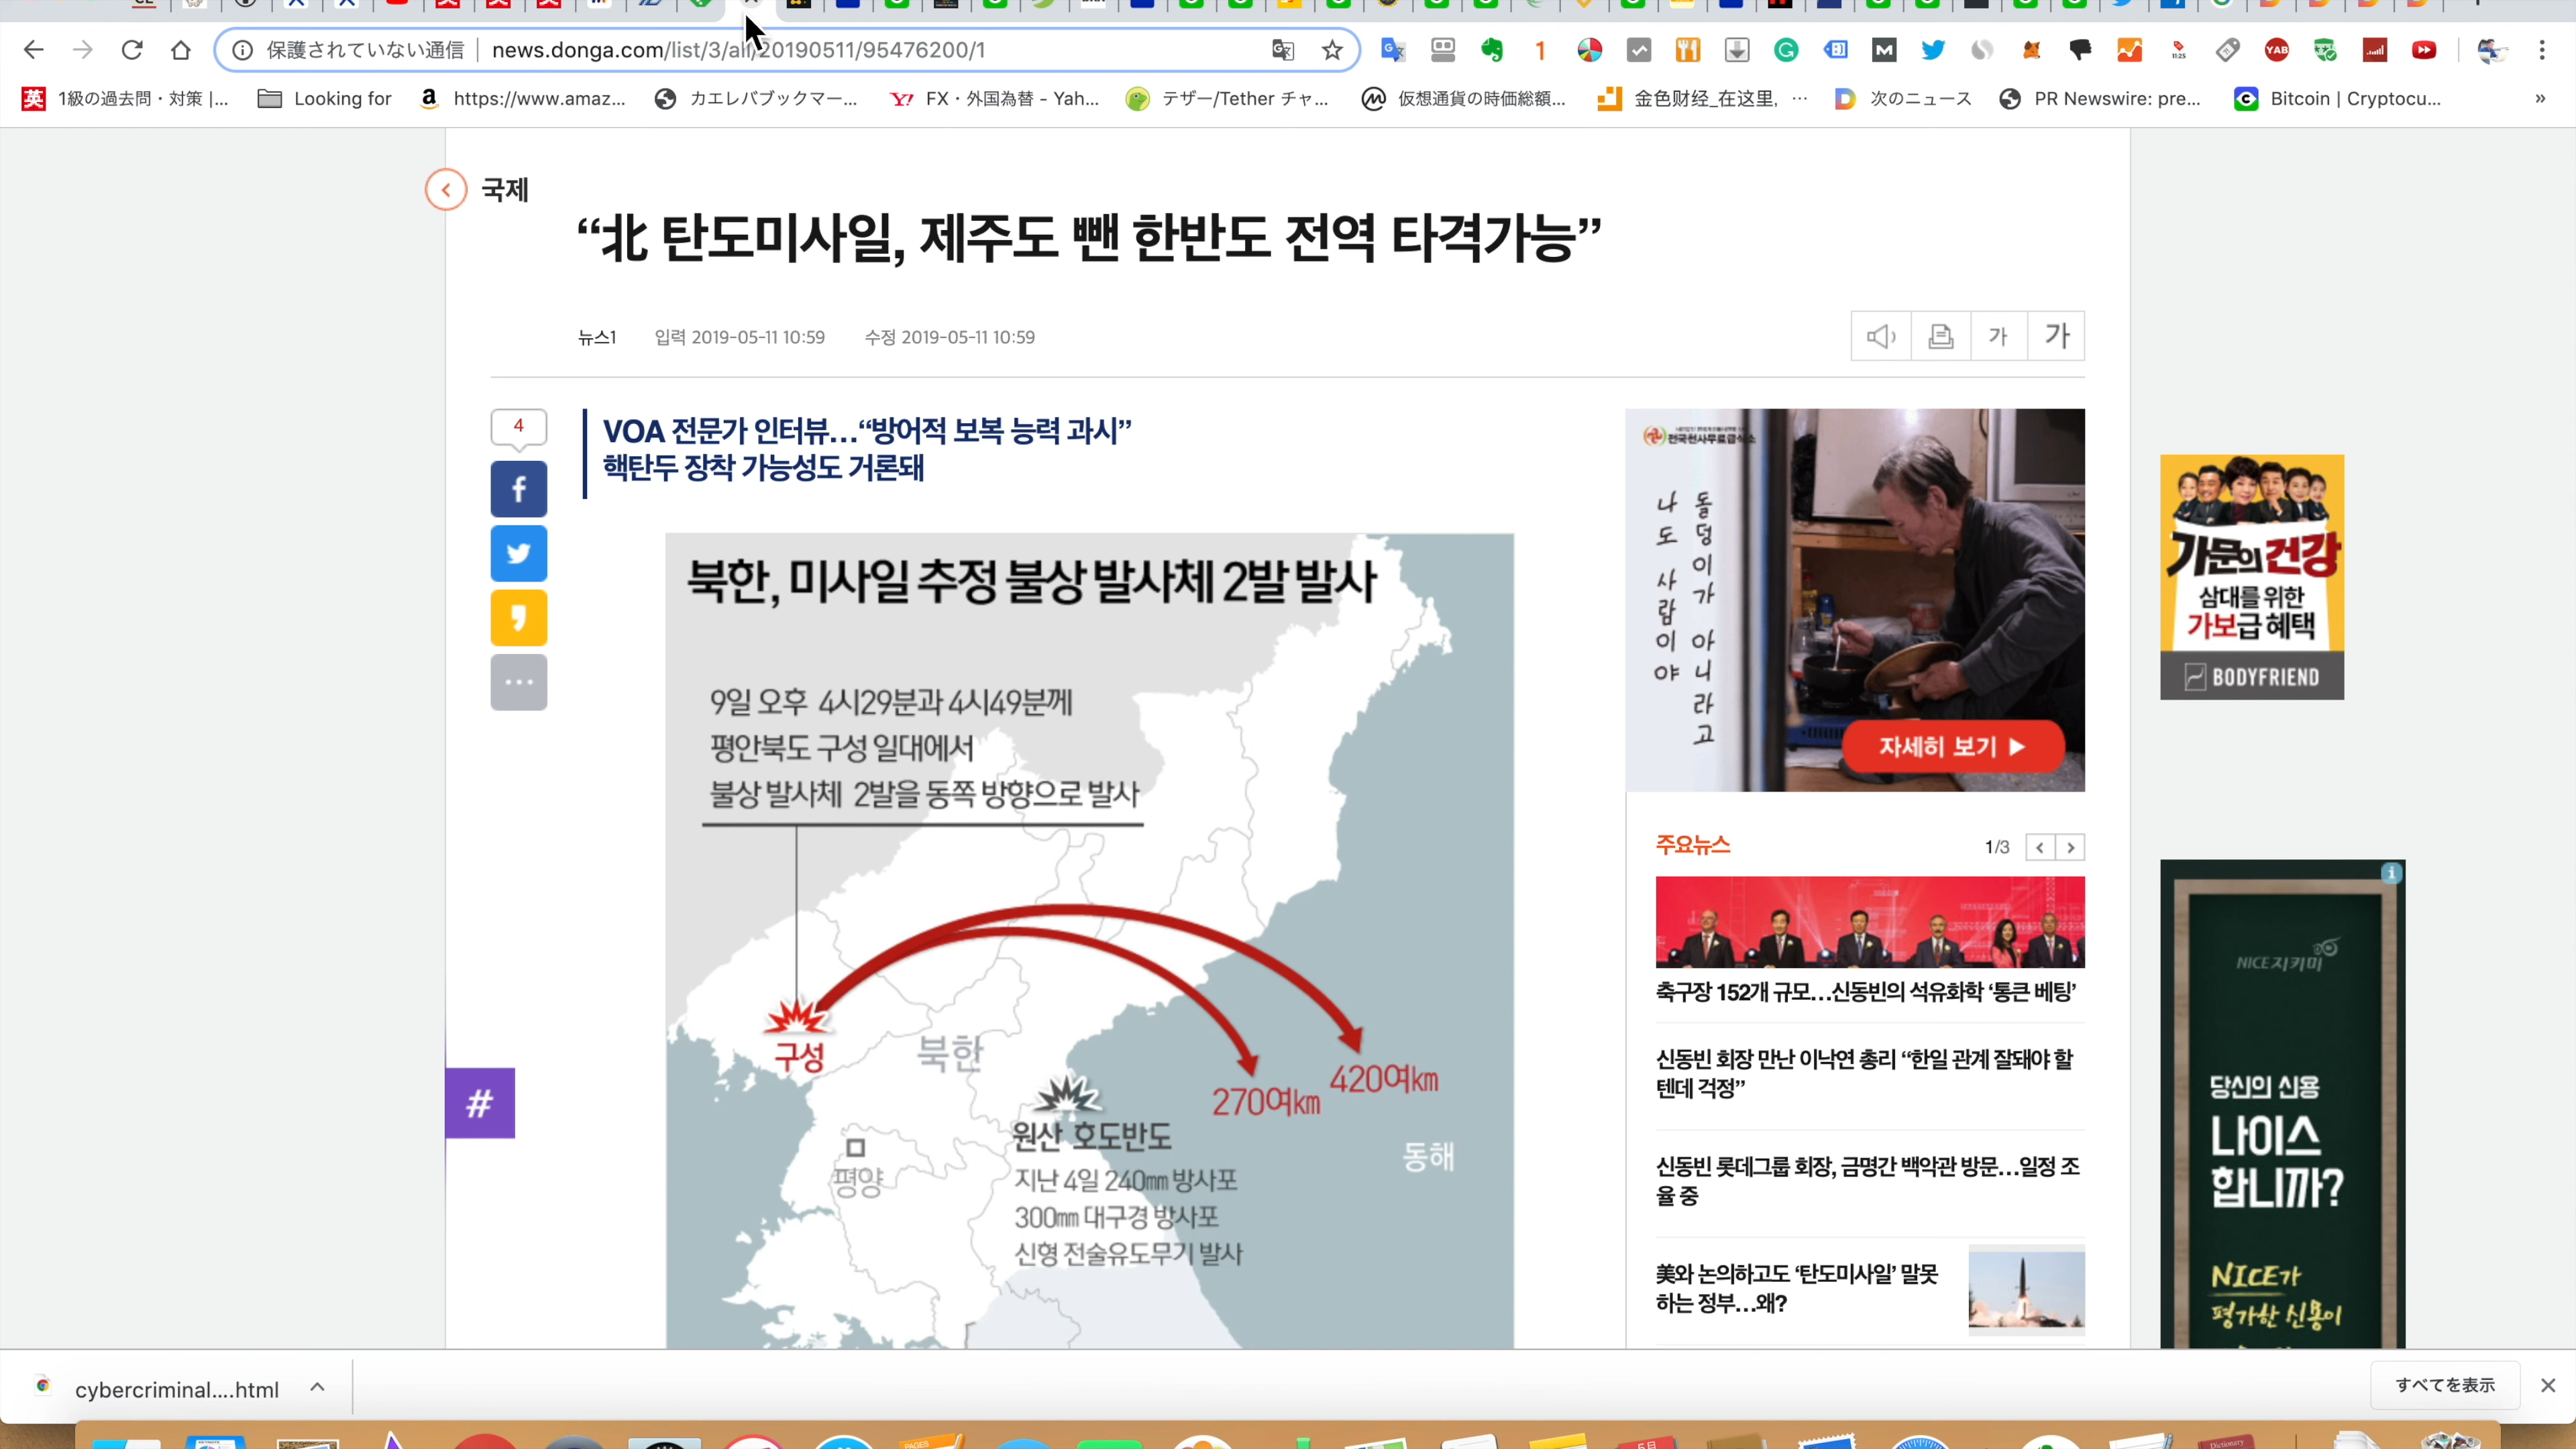 保護されていない通信
news.donga.com/list/3/all/20190511/95476200/1
1級の過去問・対策 |...
Looking for
https://www.amaz...
カエレバブックマー...
FX・外国為替 - Yah...
テザー/Tether チャ...
仮想通貨の時価総額...
金色财经_在这里, ...
次のニュース
PR Newswire: pre...
Bitcoin | Cryptocu...
»
국제
“北 탄도미사일, 제주도 뺀 한반도 전역 타격가능”
뉴스1 입력 2019-05-11 10:59 수정 2019-05-11 10:59
가 가
4
VOA 전문가 인터뷰…“방어적 보복 능력 과시”
핵탄두 장착 가능성도 거론돼
북한, 미사일 추정 불상 발사체 2발 발사
9일 오후 4시29분과 4시49분께
평안북도 구성 일대에서
불상 발사체 2발을 동쪽 방향으로 발사
구성
북한
270여㎞
420여㎞
원산 호도반도
지난 4일 240㎜ 방사포
300㎜ 대구경 방사포
신형 전술유도무기 발사
평양
동해
#
전국천사무료급식소
나도 사람이야
돌덩이가 아니라고
자세히 보기 ▶
주요뉴스
1/3
축구장 152개 규모…신동빈의 석유화학 ‘통큰 베팅’
신동빈 회장 만난 이낙연 총리 “한일 관계 잘돼야 할
텐데 걱정”
신동빈 롯데그룹 회장, 금명간 백악관 방문…일정 조
율 중
美와 논의하고도 ‘탄도미사일’ 말못
하는 정부…왜?
가문의 건강
삼대를 위한
가보급 혜택
BODYFRIEND
NICE지키미
당신의 신용
나이스
합니까?
NICE가
평가한 신용이
cybercriminal....html
すべてを表示